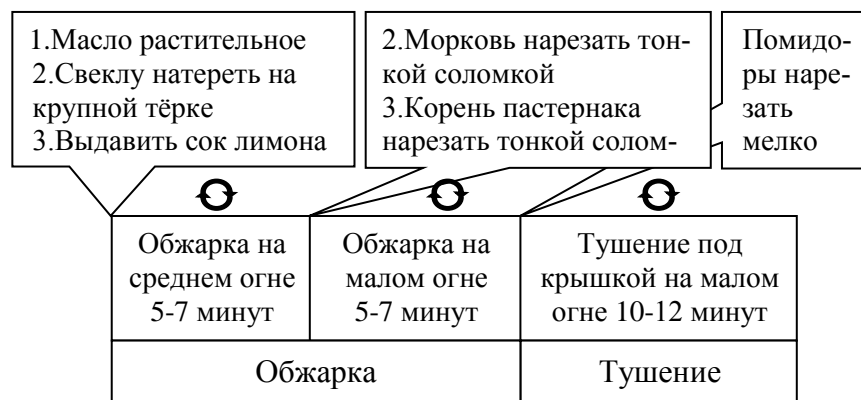 1.Масло растительное
2.Свеклу натереть на
крупной тёрке
3.Выдавить сок лимона
2.Морковь нарезать тон-
кой соломкой
3.Корень пастернака
нарезать тонкой солом-
Помидо-
ры наре-
зать
мелко
Обжарка на
среднем огне
5-7 минут
Обжарка на
малом огне
5-7 минут
Тушение под
крышкой на малом
огне 10-12 минут
Обжарка
Тушение